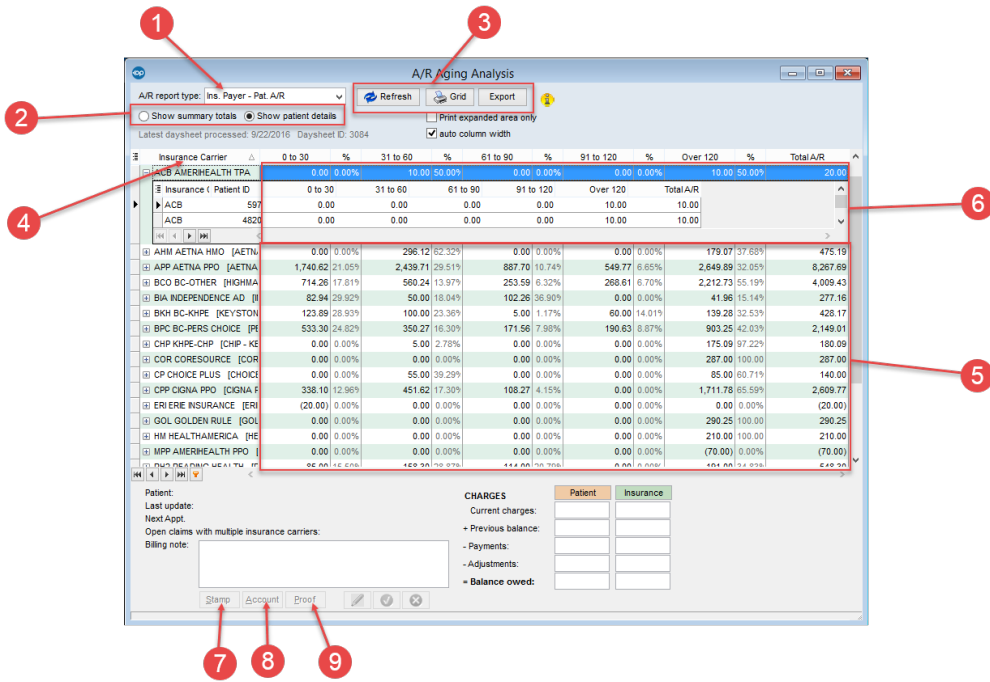 1
3
A/R Aging Analysis
A/R report type: Ins. Payer - Pat. A/R Refresh Grid Export
2
Show summary totals Show patient details Print expanded area only
Latest daysheet processed: 9/22/2016 Daysheet ID: 3084 auto column width
Insurance Carrier 0 to 30 % 31 to 60 % 61 to 90 % 91 to 120 % Over 120 % Total A/R
ACB AMERIHEALTH TPA 0.00 0.00% 10.00 50.00% 0.00 0.00% 0.00 0.00% 10.00 50.00% 20.00
Insurance ( Patient ID 0 to 30 31 to 60 61 to 90 91 to 120 Over 120 Total A/R
ACB 597 0.00 0.00 0.00 0.00 10.00 10.00
6
4
ACB 4820 0.00 0.00 0.00 0.00 10.00 10.00
AHM AETNA HMO [AETN 0.00 0.00% 296.12 62.32% 0.00 0.00% 0.00 0.00% 179.07 37.68% 475.19
APP AETNA PPO [AETNA 1,740.62 21.05% 2,439.71 29.51% 887.70 10.74% 549.77 6.65% 2,649.89 32.05% 8,267.69
BCO BC-OTHER [HIGHMA 714.26 17.81% 560.24 13.97% 253.59 6.32% 268.61 6.70% 2,212.73 55.19% 4,009.43
BIA INDEPENDENCE AD [II 82.94 29.92% 50.00 18.04% 102.26 36.90% 0.00 0.00% 41.96 15.14% 277.16
BKH BC-KHPE [KEYSTON 123.89 28.93% 100.00 23.36% 5.00 1.17% 60.00 14.01% 139.28 32.53% 428.17
BPC BC-PERS CHOICE [PE 533.30 24.82% 350.27 16.30% 171.56 7.98% 190.63 8.87% 903.25 42.03% 2,149.01
CHP KHPE-CHP [CHIP - KE 0.00 0.00% 5.00 2.78% 0.00 0.00% 0.00 0.00% 175.09 97.22% 180.09
COR CORESOURCE [COR 0.00 0.00% 0.00 0.00% 0.00 0.00% 0.00 0.00% 287.00 100.00 287.00
5
CP CHOICE PLUS [CHOICE 0.00 0.00% 55.00 39.29% 0.00 0.00% 0.00 0.00% 85.00 60.71% 140.00
CPP CIGNA PPO [CIGNA F 338.10 12.96% 451.62 17.30% 108.27 4.15% 0.00 0.00% 1,711.78 65.59% 2,609.77
ERI ERIE INSURANCE [ERI (20.00) 0.00% 0.00 0.00% 0.00 0.00% 0.00 0.00% 0.00 0.00% (20.00)
GOL GOLDEN RULE [GOL 0.00 0.00% 0.00 0.00% 0.00 0.00% 0.00 0.00% 290.25 100.00 290.25
HM HEALTHAMERICA [HE 0.00 0.00% 0.00 0.00% 0.00 0.00% 0.00 0.00% 210.00 100.00 210.00
MPP AMERIHEALTH PPO [ 0.00 0.00% 0.00 0.00% 0.00 0.00% 0.00 0.00% (70.00) 0.00% (70.00)
Patient:
Last update:
Next Appt.
Open claims with multiple insurance carriers:
Billing note:
CHARGES Patient Insurance
Current charges:
+ Previous balance:
- Payments:
- Adjustments:
= Balance owed:
Stamp Account Proof
7 8 9